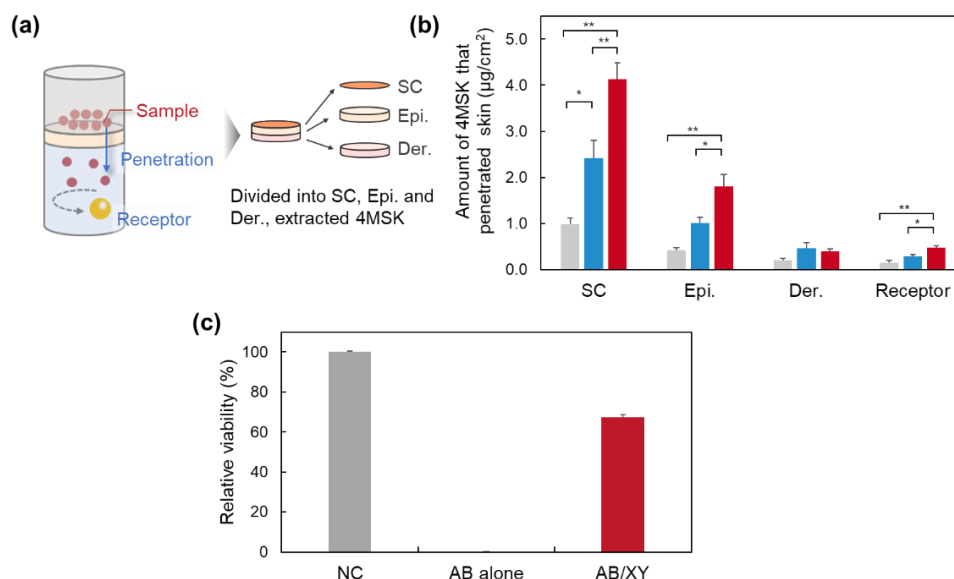 (a)
Sample
Penetration
Receptor
SC
Epi.
Der.
Divided into SC, Epi. and
Der., extracted 4MSK
(b)
Amount of 4MSK that
penetrated skin (µg/cm²)
5.0
4.0
3.0
2.0
1.0
0.0
**
**
*
**
*
**
*
SC Epi. Der. Receptor
(c)
Relative viability (%)
100
80
60
40
20
0
NC AB alone AB/XY